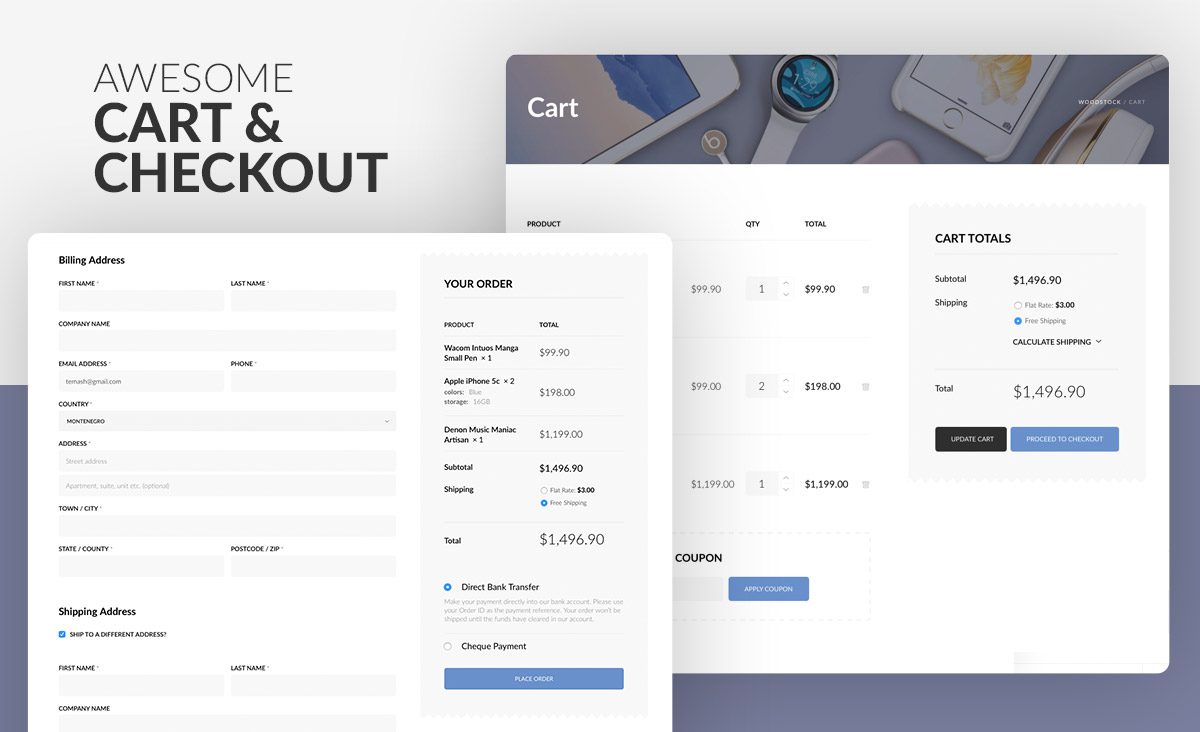 AWESOME
CART &
CHECKOUT
Cart
WOODSTOCK / CART
PRODUCT QTY TOTAL
$99.90 1 $99.90
$99.00 2 $198.00
$1,199.00 1 $1,199.00
COUPON
APPLY COUPON
CART TOTALS
Subtotal $1,496.90
Shipping
Flat Rate: $3.00
Free Shipping
CALCULATE SHIPPING
Total $1,496.90
UPDATE CART PROCEED TO CHECKOUT
Billing Address
FIRST NAME * LAST NAME *
COMPANY NAME
EMAIL ADDRESS * PHONE *
temash@gmail.com
COUNTRY *
MONTENEGRO
ADDRESS *
Street address
Apartment, suite, unit etc. (optional)
TOWN / CITY *
STATE / COUNTY * POSTCODE / ZIP *
Shipping Address
SHIP TO A DIFFERENT ADDRESS?
FIRST NAME * LAST NAME *
COMPANY NAME
YOUR ORDER
PRODUCT TOTAL
Wacom Intuos Manga
Small Pen × 1 $99.90
Apple iPhone 5c × 2
colors: Blue
storage: 16GB
$198.00
Denon Music Maniac
Artisan × 1 $1,199.00
Subtotal $1,496.90
Shipping
Flat Rate: $3.00
Free Shipping
Total $1,496.90
Direct Bank Transfer
Make your payment directly into our bank account. Please use
your Order ID as the payment reference. Your order won't be
shipped until the funds have cleared in our account.
Cheque Payment
PLACE ORDER